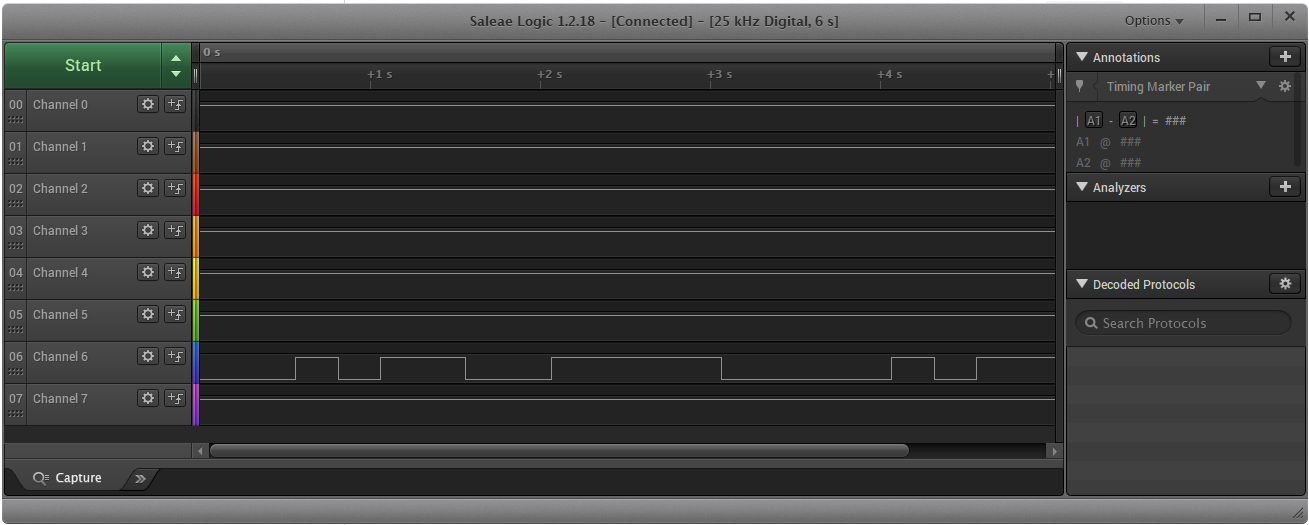 Saleae Logic 1.2.18 - [Connected] - [25 kHz Digital, 6 s]
Options
Start
0 s
+1 s
+2 s
+3 s
+4 s
+
00 Channel 0
01 Channel 1
02 Channel 2
03 Channel 3
04 Channel 4
05 Channel 5
06 Channel 6
07 Channel 7
Capture
Annotations
Timing Marker Pair
| A1 - A2 | = ###
A1 @ ###
A2 @ ###
Analyzers
Decoded Protocols
Search Protocols